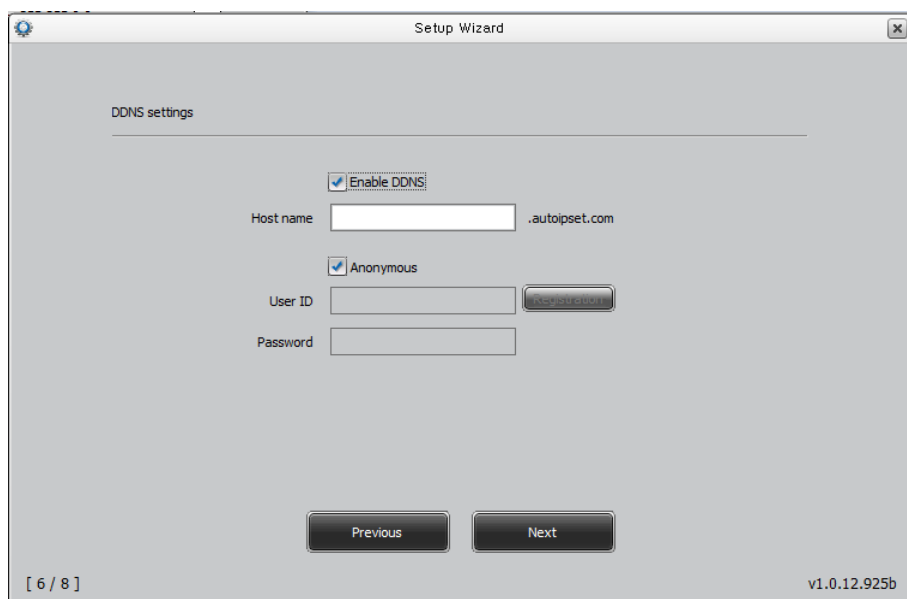 Setup Wizard
DDNS settings
Enable DDNS
Host name .autoipset.com
Anonymous
User ID Registration
Password
Previous Next
[ 6 / 8 ] v1.0.12.925b